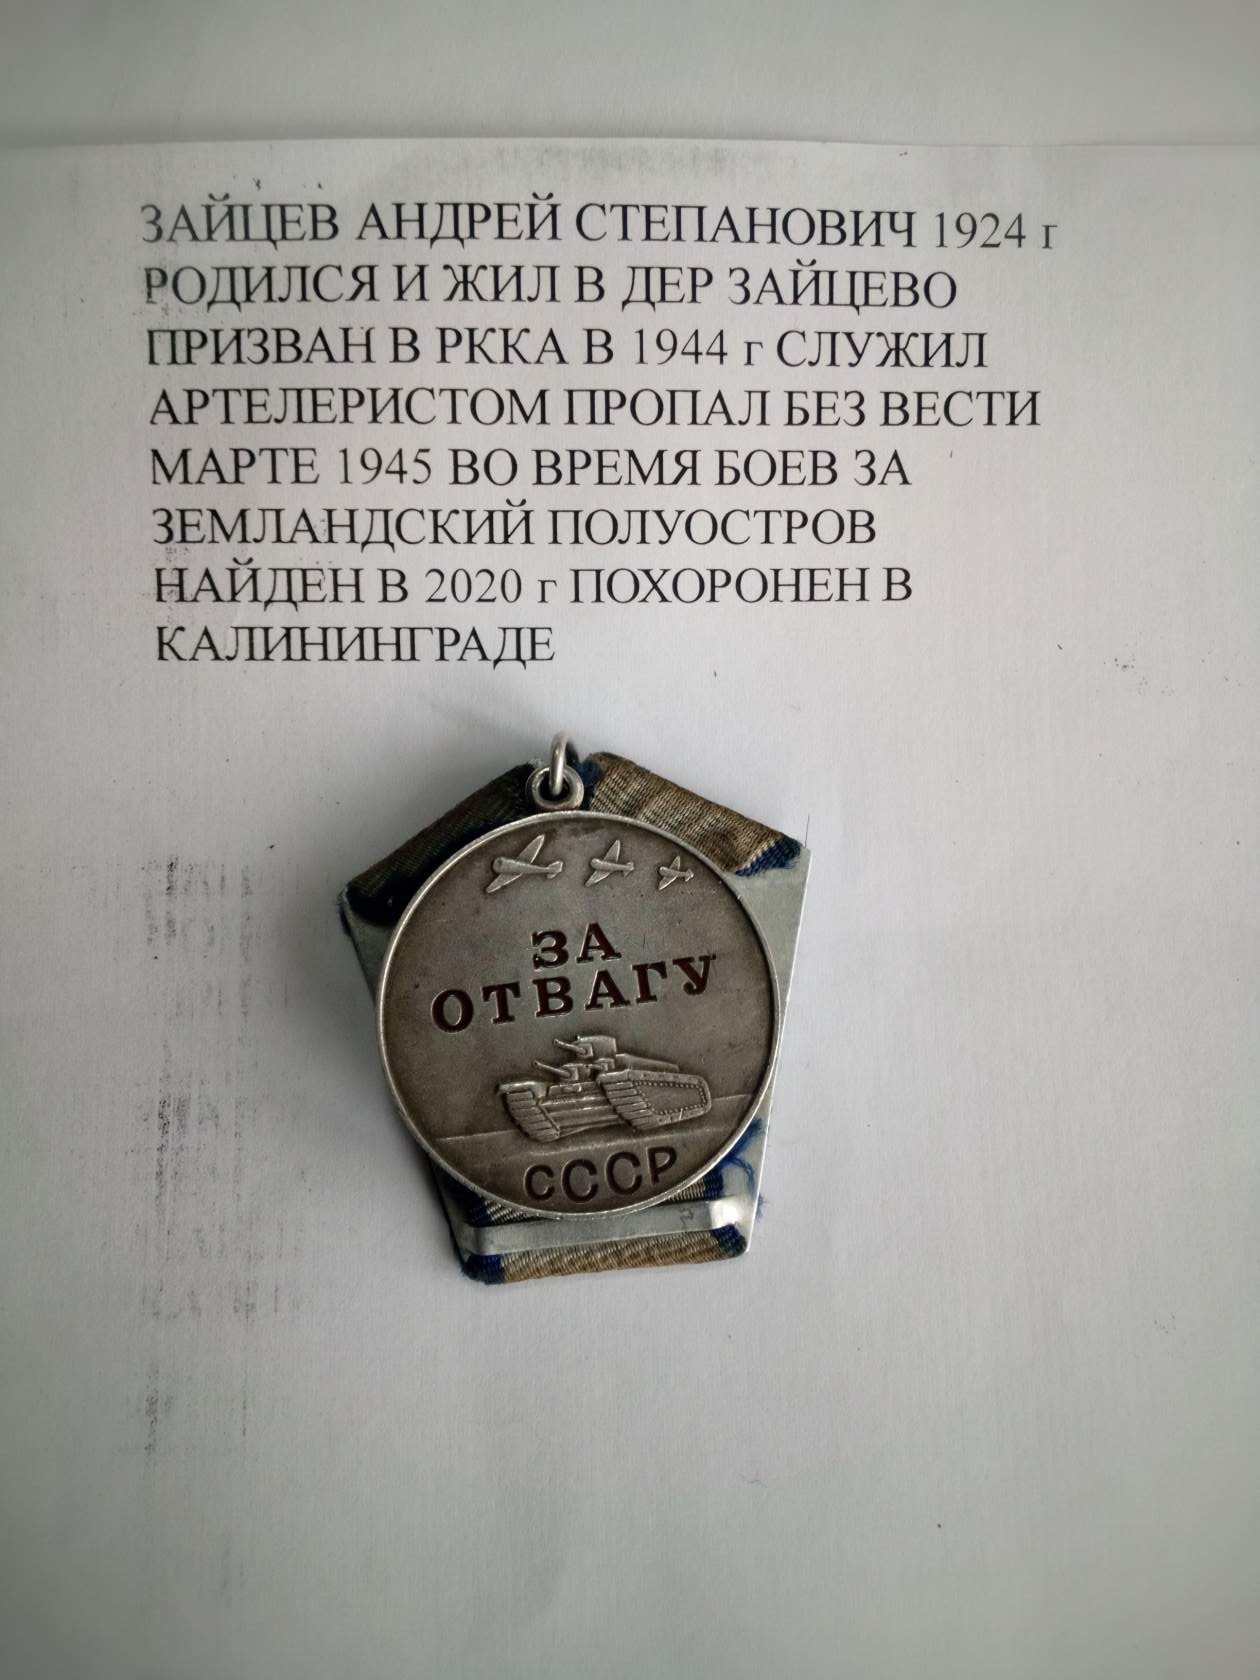 ЗАЙЦЕВ АНДРЕЙ СТЕПАНОВИЧ 1924 г
РОДИЛСЯ И ЖИЛ В ДЕР ЗАЙЦЕВО
ПРИЗВАН В РККА В 1944 г СЛУЖИЛ
АРТЕЛЕРИСТОМ ПРОПАЛ БЕЗ ВЕСТИ
МАРТЕ 1945 ВО ВРЕМЯ БОЕВ ЗА
ЗЕМЛАНДСКИЙ ПОЛУОСТРОВ
НАЙДЕН В 2020 г ПОХОРОНЕН В
КАЛИНИНГРАДЕ
ЗА
ОТВАГУ
СССР